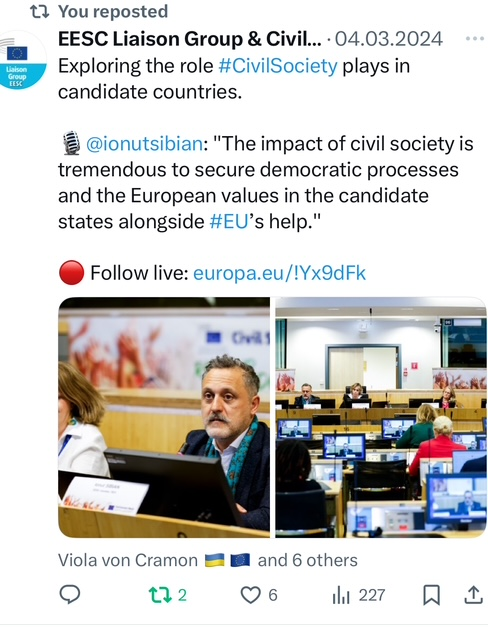 You reposted
EESC Liaison Group & Civil... · 04.03.2024
Liaison
Group
EESC
Exploring the role #CivilSociety plays in
candidate countries.
@ionutsibian: "The impact of civil society is
tremendous to secure democratic processes
and the European values in the candidate
states alongside #EU's help."
Follow live: europa.eu/!Yx9dFk
Viola von Cramon 🇺🇦 🇪🇺 and 6 others
2
6
227